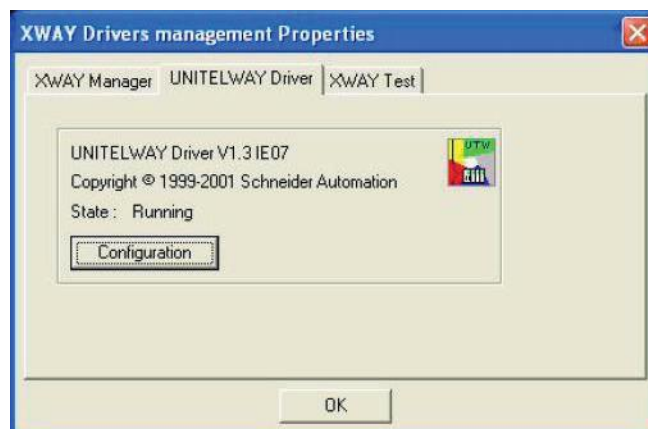 XWAY Drivers management Properties
XWAY Manager UNITELWAY Driver XWAY Test
UNITELWAY Driver V1.3 IE07
UTW
Copyright © 1999-2001 Schneider Automation
State : Running
Configuration
OK